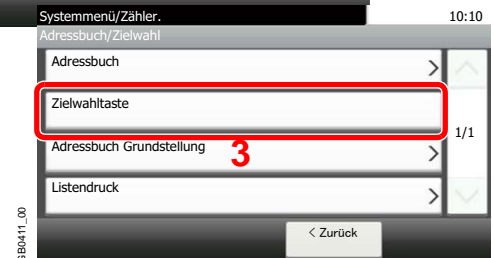 Systemmenü/Zähler. 10:10
Adressbuch/Zielwahl
Adressbuch >
Zielwahltaste
1/1
Adressbuch Grundstellung >
3
Listendruck >
< Zurück
GB0411_00